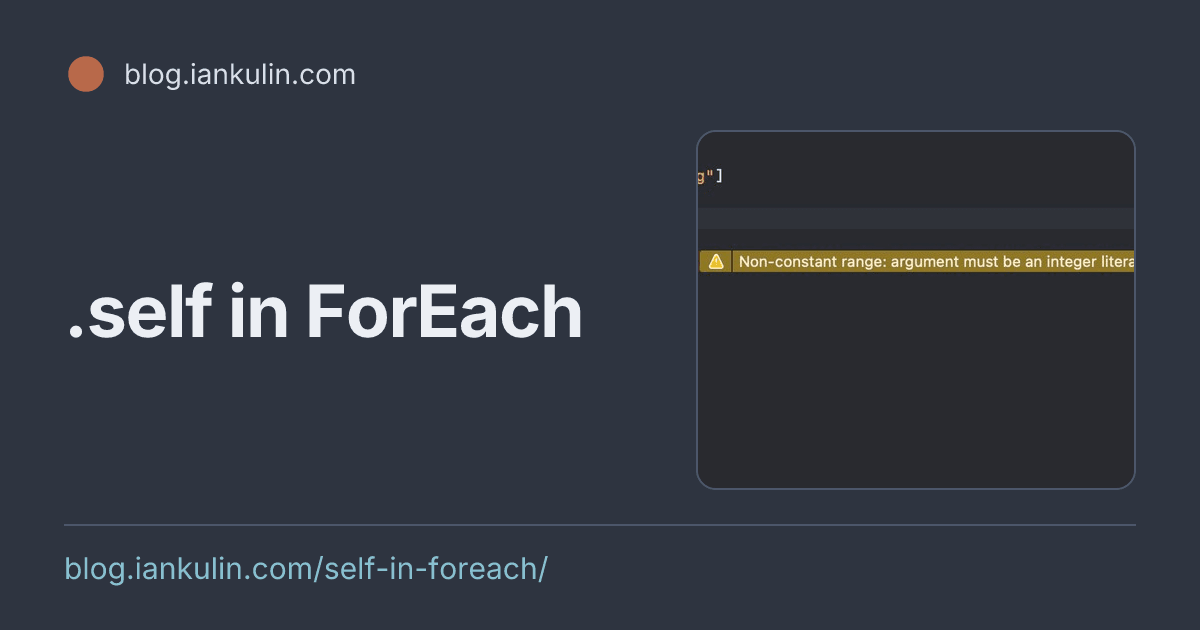 blog.iankulin.com
.self in ForEach
g"]
Non-constant range: argument must be an integer litera
blog.iankulin.com/self-in-foreach/